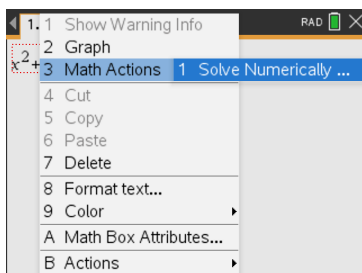 1.
1 Show Warning Info
RAD
2 Graph
x²+
3 Math Actions
1 Solve Numerically ...
4 Cut
5 Copy
6 Paste
7 Delete
8 Format text...
9 Color
A Math Box Attributes...
B Actions